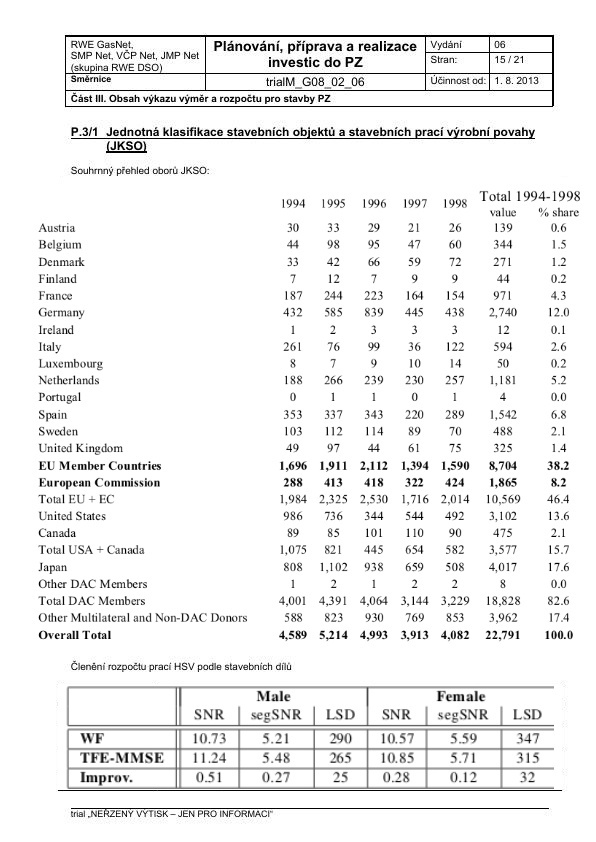 RWE GasNet,
SMP Net, VČP Net, JMP Net
(skupina RWE DSO)
Směrnice
Plánování, příprava a realizace
investic do PZ
trialM_G08_02_06
Vydání 06
Stran: 15 / 21
Účinnost od: 1. 8. 2013
Část III. Obsah výkazu výměr a rozpočtu pro stavby PZ
P.3/1 Jednotná klasifikace stavebních objektů a stavebních prací výrobní povahy
(JKSO)
Souhrnný přehled oborů JKSO:
Total 1994-1998
1994 1995 1996 1997 1998 value % share
Austria 30 33 29 21 26 139 0.6
Belgium 44 98 95 47 60 344 1.5
Denmark 33 42 66 59 72 271 1.2
Finland 7 12 7 9 9 44 0.2
France 187 244 223 164 154 971 4.3
Germany 432 585 839 445 438 2,740 12.0
Ireland 1 2 3 3 3 12 0.1
Italy 261 76 99 36 122 594 2.6
Luxembourg 8 7 9 10 14 50 0.2
Netherlands 188 266 239 230 257 1,181 5.2
Portugal 0 1 1 0 1 4 0.0
Spain 353 337 343 220 289 1,542 6.8
Sweden 103 112 114 89 70 488 2.1
United Kingdom 49 97 44 61 75 325 1.4
EU Member Countries 1,696 1,911 2,112 1,394 1,590 8,704 38.2
European Commission 288 413 418 322 424 1,865 8.2
Total EU + EC 1,984 2,325 2,530 1,716 2,014 10,569 46.4
United States 986 736 344 544 492 3,102 13.6
Canada 89 85 101 110 90 475 2.1
Total USA + Canada 1,075 821 445 654 582 3,577 15.7
Japan 808 1,102 938 659 508 4,017 17.6
Other DAC Members 1 2 1 2 2 8 0.0
Total DAC Members 4,001 4,391 4,064 3,144 3,229 18,828 82.6
Other Multilateral and Non-DAC Donors 588 823 930 769 853 3,962 17.4
Overall Total 4,589 5,214 4,993 3,913 4,082 22,791 100.0
Členění rozpočtu prací HSV podle stavebních dílů
Male Female
SNR segSNR LSD SNR segSNR LSD
WF 10.73 5.21 290 10.57 5.59 347
TFE-MMSE 11.24 5.48 265 10.85 5.71 315
Improv. 0.51 0.27 25 0.28 0.12 32
trial „NEŘÍZENÝ VÝTISK – JEN PRO INFORMACI"